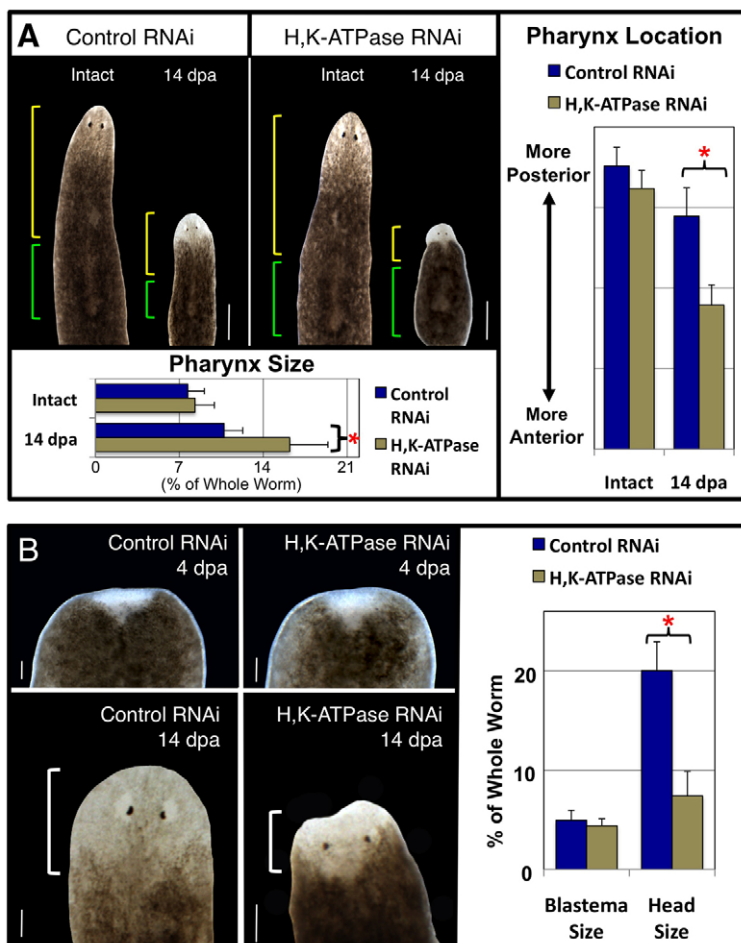 A
Control RNAi
H,K-ATPase RNAi
Intact
14 dpa
Intact
14 dpa
Pharynx Location
Control RNAi
H,K-ATPase RNAi
More
Posterior
*
More
Anterior
Intact
14 dpa
Pharynx Size
Intact
14 dpa
*
0
7
14
21
(% of Whole Worm)
Control
RNAi
H,K-ATPase
RNAi
B
Control RNAi
4 dpa
H,K-ATPase RNAi
4 dpa
Control RNAi
14 dpa
H,K-ATPase RNAi
14 dpa
Control RNAi
H,K-ATPase RNAi
*
% of Whole Worm
20
10
0
Blastema
Size
Head
Size